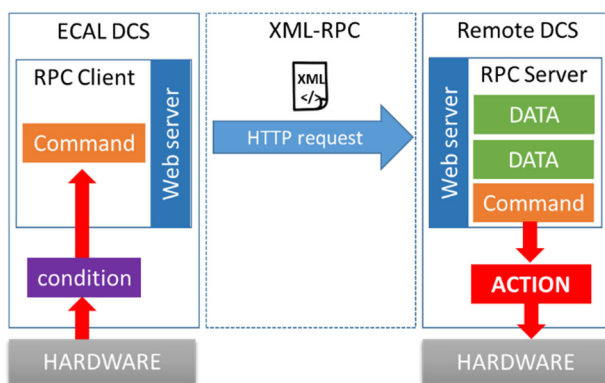 ECAL DCS
RPC Client
Command
Web server
condition
HARDWARE
XML-RPC
XML
</>
HTTP request
Remote DCS
Web server
RPC Server
DATA
DATA
Command
ACTION
HARDWARE